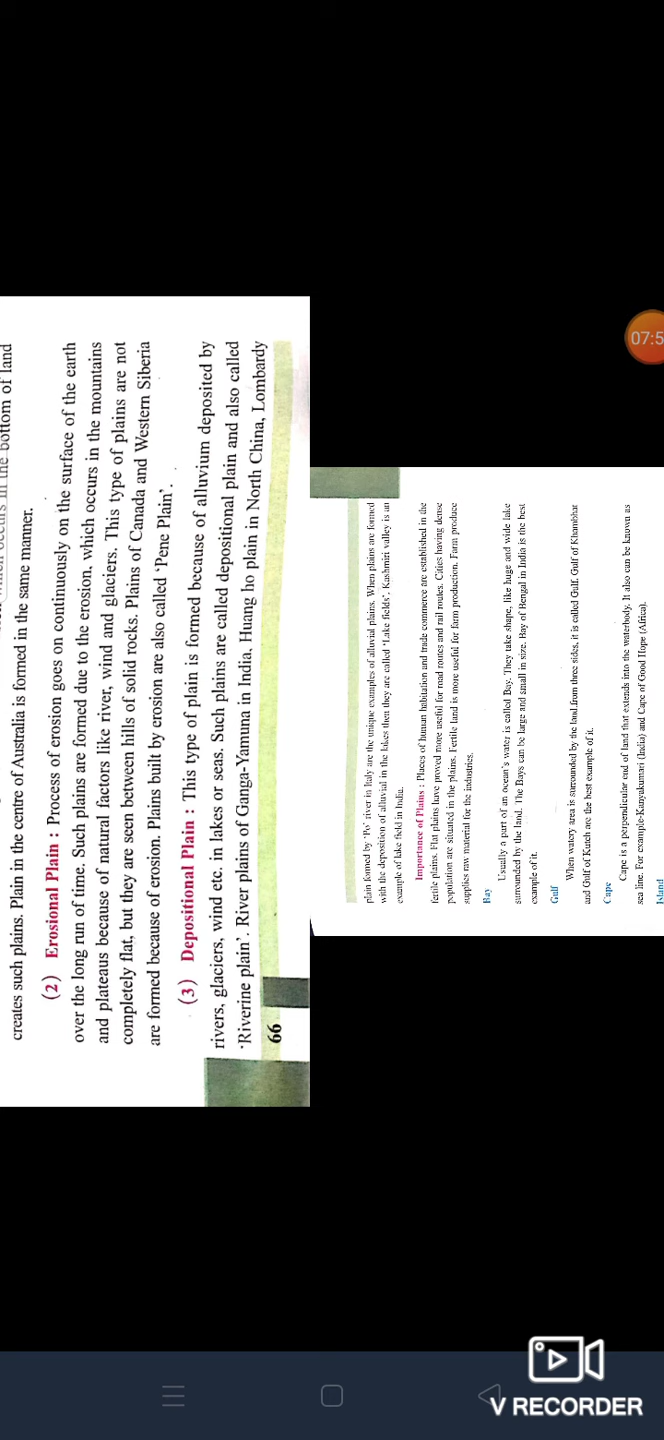 creates such plains. Plain in the centre of Australia is formed in the same manner.
(2) Erosional Plain : Process of erosion goes on continuously on the surface of the earth
over the long run of time. Such plains are formed due to the erosion, which occurs in the mountains
and plateaus because of natural factors like river, wind and glaciers. This type of plains are not
completely flat, but they are seen between hills of solid rocks. Plains of Canada and Western Siberia
are formed because of erosion. Plains built by erosion are also called ‘Pene Plain’.
(3) Depositional Plain : This type of plain is formed because of alluvium deposited by
rivers, glaciers, wind etc. in lakes or seas. Such plains are called depositional plain and also called
‘Riverine plain’. River plains of Ganga-Yamuna in India, Huang ho plain in North China, Lombardy
66
plain formed by ‘Po’ river in Italy are the unique examples of alluvial plains. When plains are formed
with the deposition of alluvial in the lakes then they are called ‘Lake fields’. Kashmiri valley is an
example of lake field in India.
Importance of Plains : Places of human habitation and trade commerce are established in the
fertile plains. Flat plains have proved more useful for road routes and rail routes. Cities having dense
population are situated in the plains. Fertile land is more useful for farm production. Farm produce
supplies raw material for the industries.
Bay
Usually a part of an ocean’s water is called Bay. They take shape, like huge and wide lake
surrounded by the land. The Bays can be large and small in size. Bay of Bengal in India is the best
example of it.
Gulf
When watery area is surrounded by the land from three sides, it is called Gulf. Gulf of Khambhat
and Gulf of Kutch are the best example of it.
Cape
Cape is a perpendicular end of land that extends into the waterbody. It also can be known as
sea line. For example-Kanyakumari (India) and Cape of Good Hope (Africa).
Island
07:5
V RECORDER